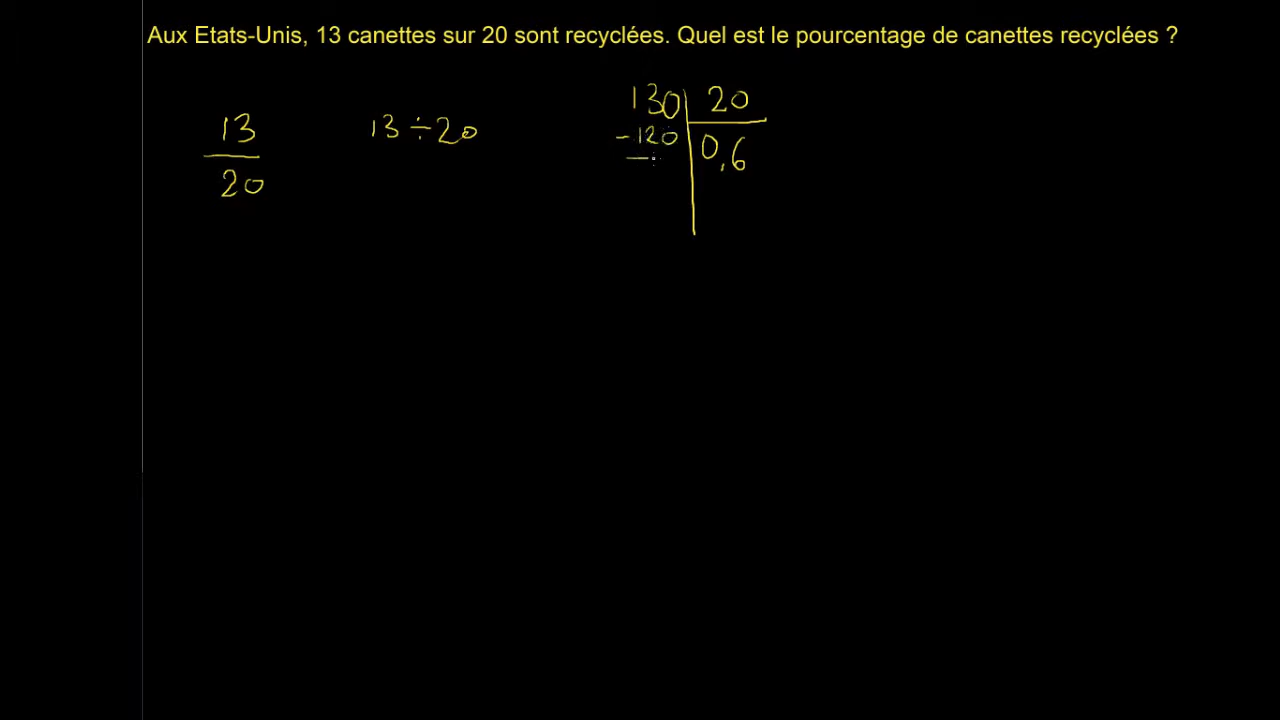 Aux Etats-Unis, 13 canettes sur 20 sont recyclées. Quel est le pourcentage de canettes recyclées ?
13
20
13 ÷ 20
130 20
-120 0,6